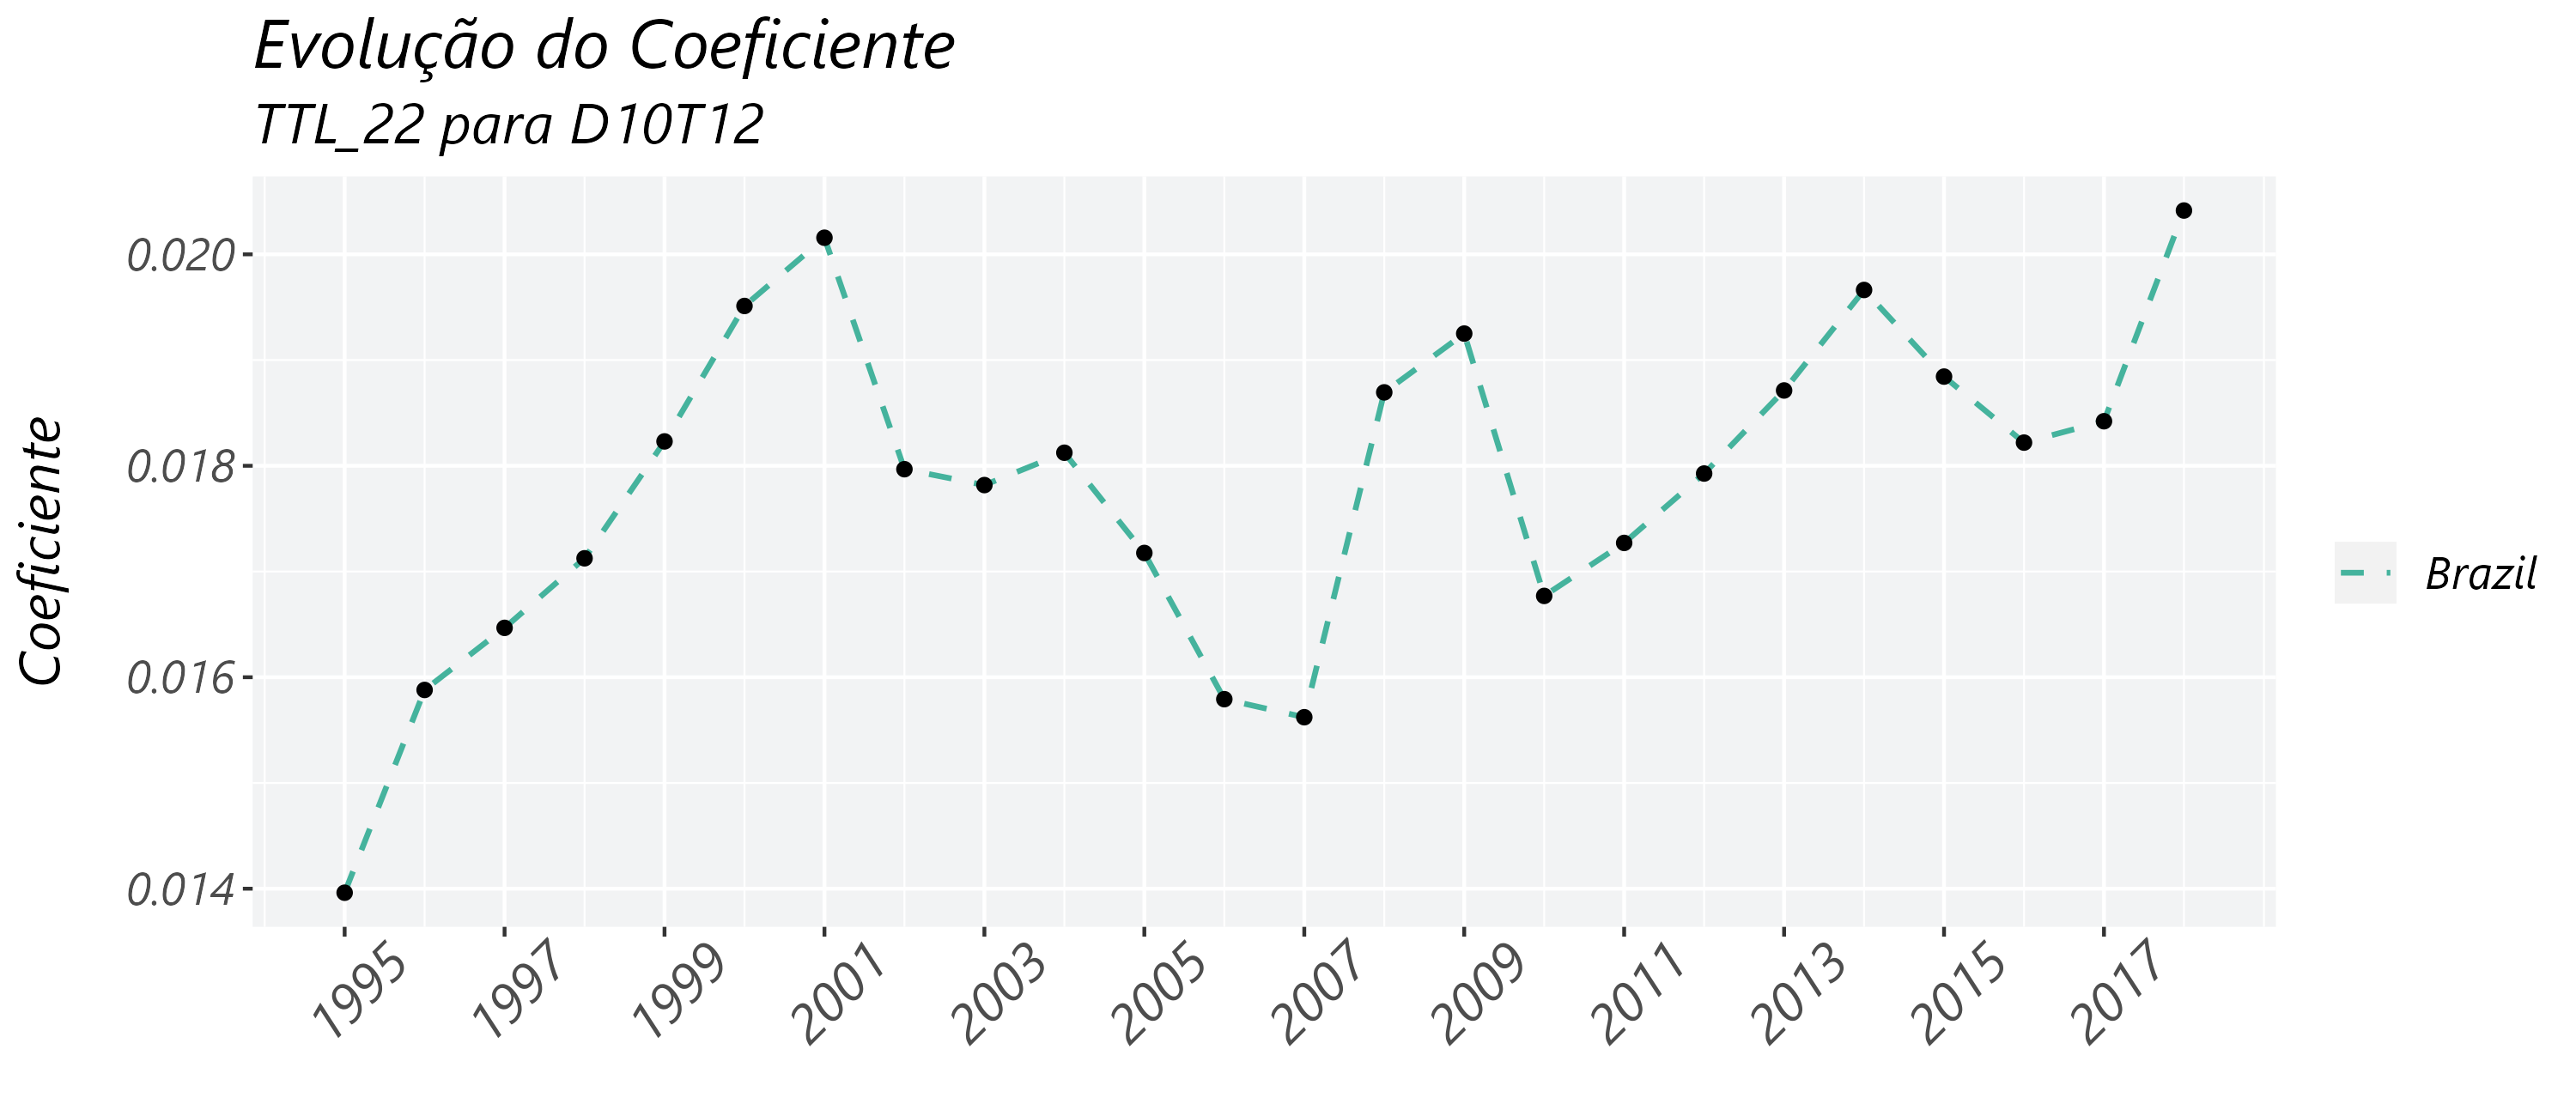 Evolução do Coeficiente
TTL_22 para D10T12
Coeficiente
0.020
0.018
0.016
0.014
1995 1997 1999 2001 2003 2005 2007 2009 2011 2013 2015 2017
Brazil